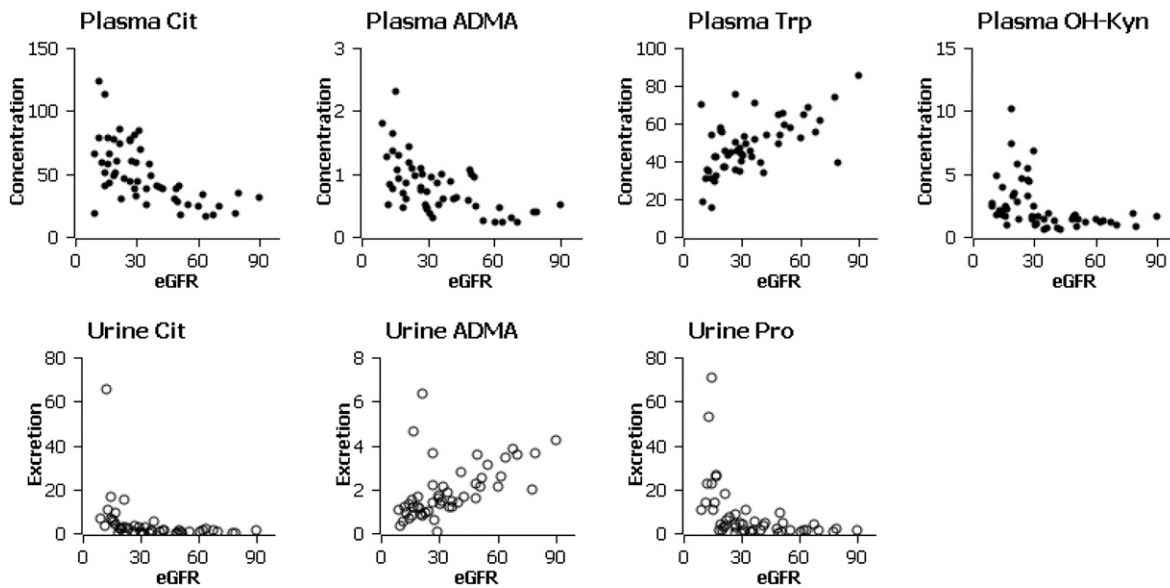 Plasma Cit
Plasma ADMA
Plasma Trp
Plasma OH-Kyn
Concentration
150
100
50
0
0 30 60 90
eGFR
Concentration
3
2
1
0
0 30 60 90
eGFR
Concentration
100
80
60
40
20
0
0 30 60 90
eGFR
Concentration
15
10
5
0
0 30 60 90
eGFR
Urine Cit
Urine ADMA
Urine Pro
Excretion
80
60
40
20
0
0 30 60 90
eGFR
Excretion
8
6
4
2
0
0 30 60 90
eGFR
Excretion
80
60
40
20
0
0 30 60 90
eGFR